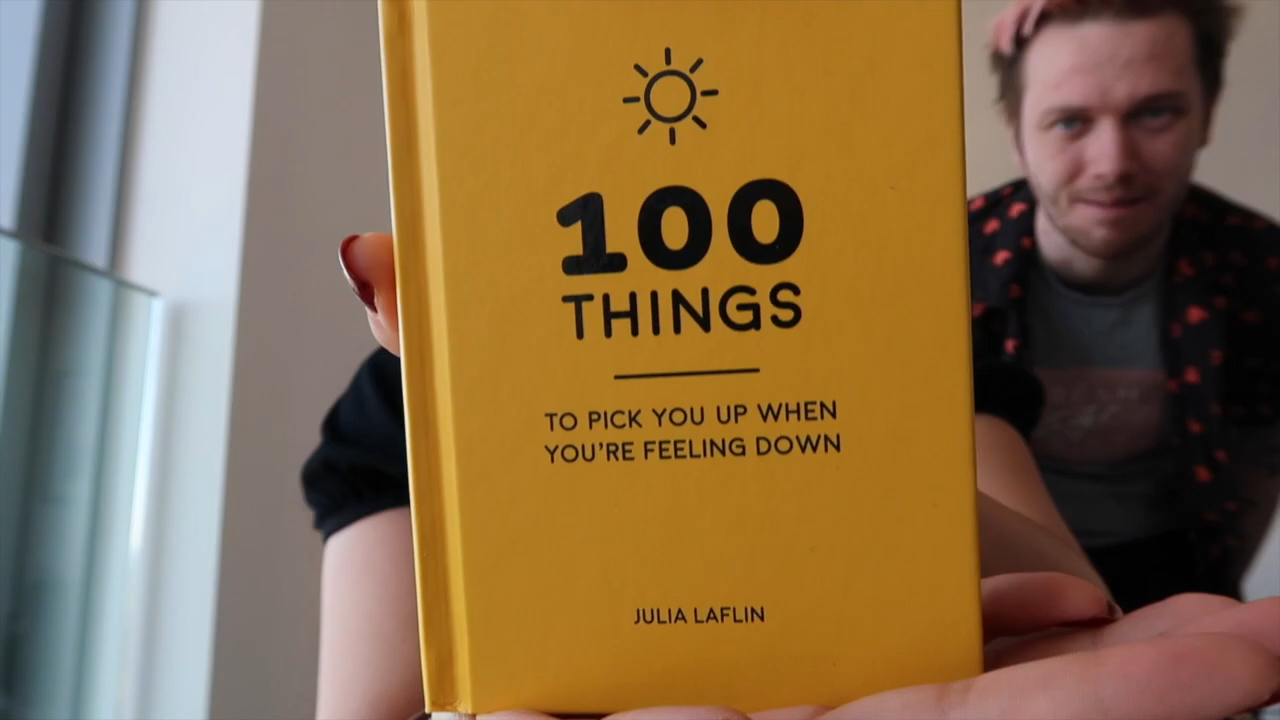 100
THINGS
TO PICK YOU UP WHEN
YOU'RE FEELING DOWN
JULIA LAFLIN